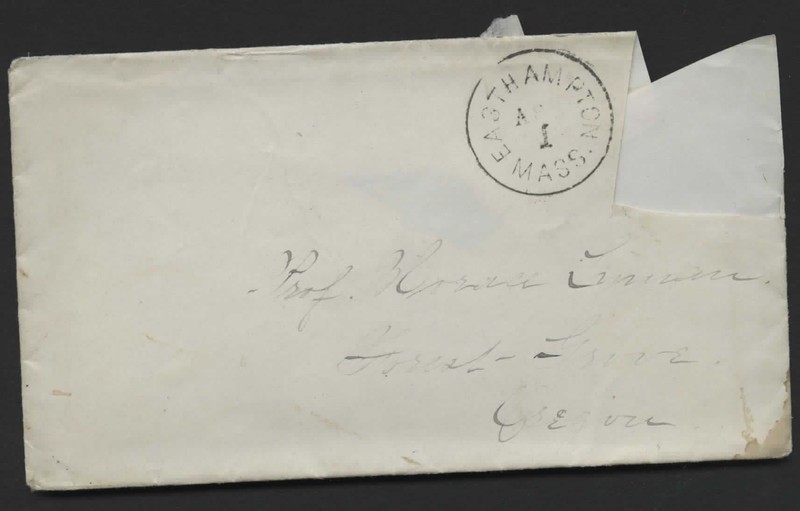 EASTHAMPTON
AP
1
MASS.
Prof. Horace Lyman.
Forest-Grove.
Oregon